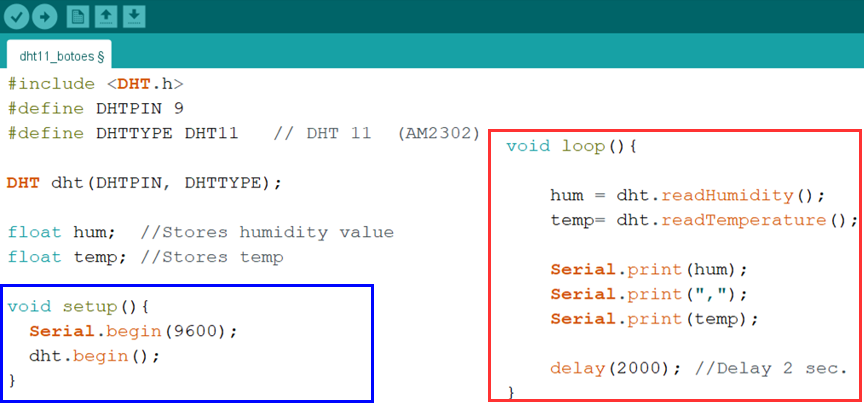 dht11_botoes §
#include <DHT.h>
#define DHTPIN 9
#define DHTTYPE DHT11   // DHT 11  (AM2302)
DHT dht(DHTPIN, DHTTYPE);
float hum;  //Stores humidity value
float temp; //Stores temp
void setup(){
  Serial.begin(9600);
  dht.begin();
}
void loop(){
    hum = dht.readHumidity();
    temp= dht.readTemperature();
    Serial.print(hum);
    Serial.print(",");
    Serial.print(temp);
    delay(2000); //Delay 2 sec.
}